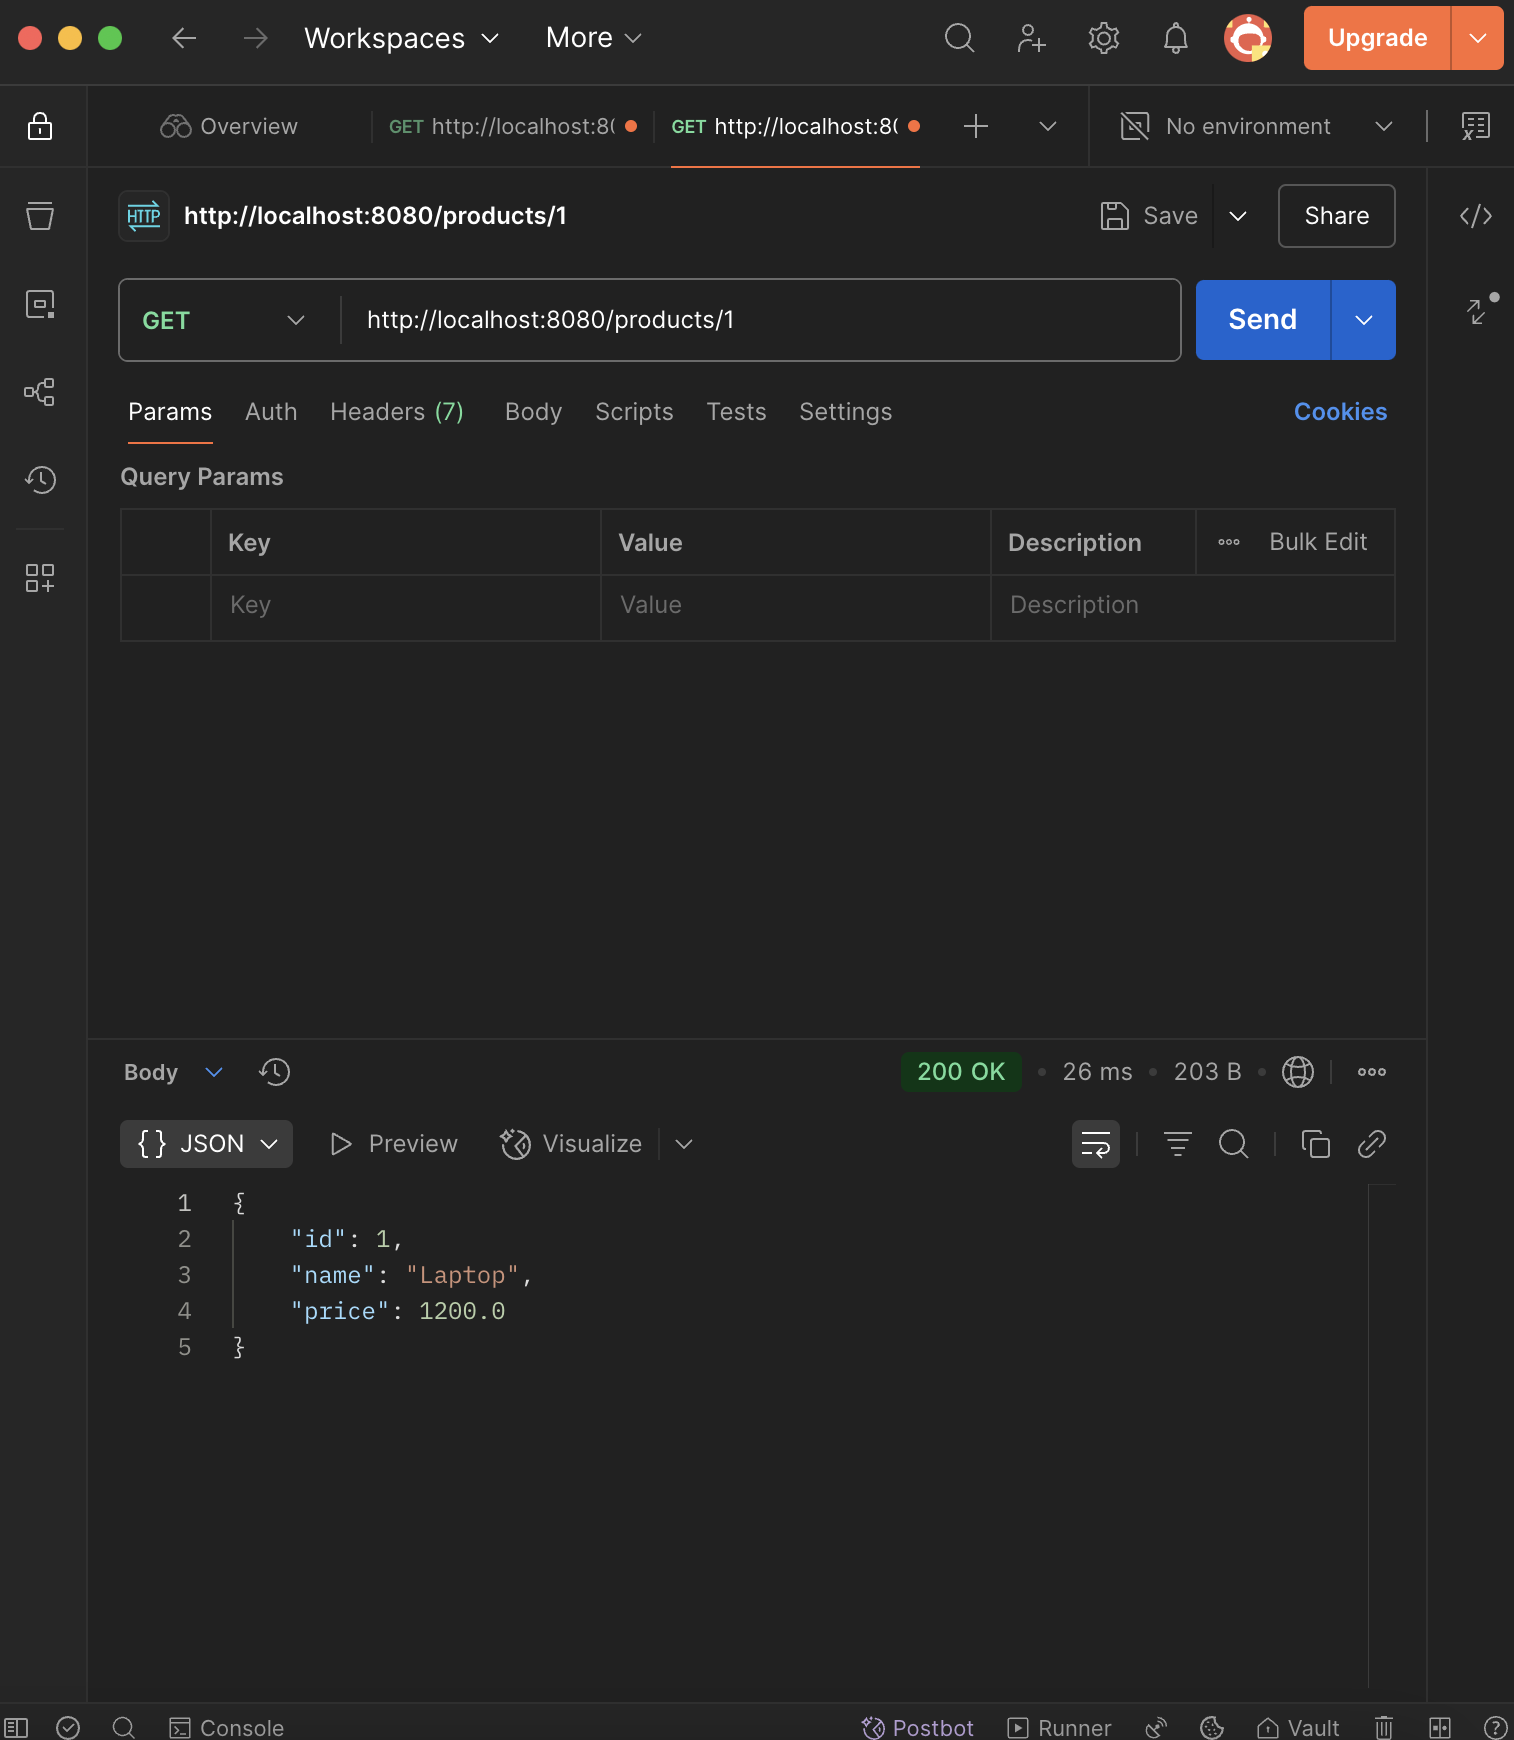 Workspaces More Upgrade
Overview GET http://localhost:80 GET http://localhost:80 No environment
HTTP http://localhost:8080/products/1 Save Share
GET http://localhost:8080/products/1 Send
Params Auth Headers (7) Body Scripts Tests Settings Cookies
Query Params
Key Value Description Bulk Edit
Key Value Description
Body 200 OK 26 ms 203 B
{} JSON Preview Visualize
1 {
2 "id": 1,
3 "name": "Laptop",
4 "price": 1200.0
5 }
Console Postbot Runner Vault